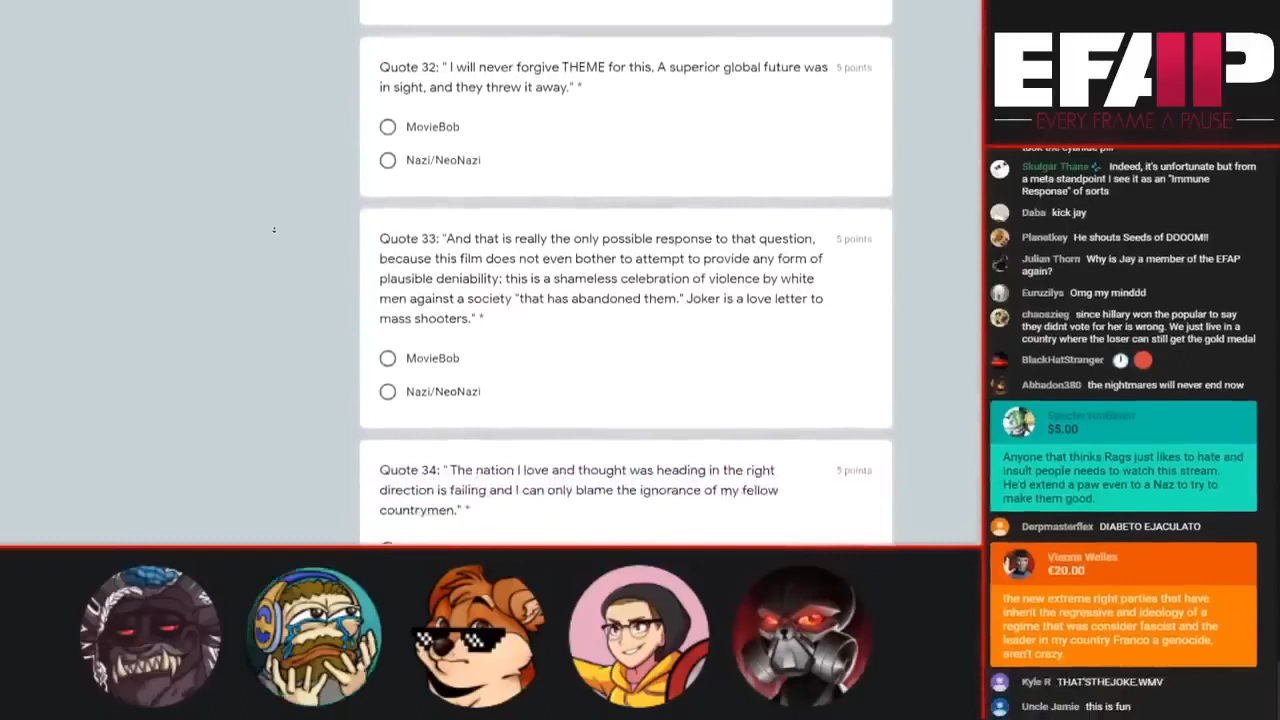 Quote 32: " I will never forgive THEME for this. A superior global future was
in sight, and they threw it away." *
5 points
MovieBob
Nazi/NeoNazi
Quote 33: "And that is really the only possible response to that question,
because this film does not even bother to attempt to provide any form of
plausible deniability; this is a shameless celebration of violence by white
men against a society "that has abandoned them." Joker is a love letter to
mass shooters." *
5 points
MovieBob
Nazi/NeoNazi
Quote 34: " The nation I love and thought was heading in the right
direction is failing and I can only blame the ignorance of my fellow
countrymen." *
5 points
EFAP
EVERY FRAME A PAUSE
took the cyanide pill
Skulgar Thane Indeed, it's unfortunate but from
a meta standpoint I see it as an "Immune
Response" of sorts
Daba kick jay
Planetkey He shouts Seeds of DOOOM!!
Julian Thorn Why is Jay a member of the EFAP
again?
Euruzilys Omg my minddd
chaoszieg since hillary won the popular to say
they didnt vote for her is wrong. We just live in a
country where the loser can still get the gold medal
BlackHatStranger
Abbadon380 the nightmares will never end now
$5.00
Anyone that thinks Rags just likes to hate and
insult people needs to watch this stream.
He'd extend a paw even to a Naz to try to
make them good.
Derpmasterflex DIABETO EJACULATO
Vienna Welles
€20.00
the new extreme right parties that have
inherit the regressive and ideology of a
regime that was consider fascist and the
leader in my country Franco a genocide,
aren't crazy.
Kyle R THAT'STHEJOKE.WMV
Uncle Jamie this is fun